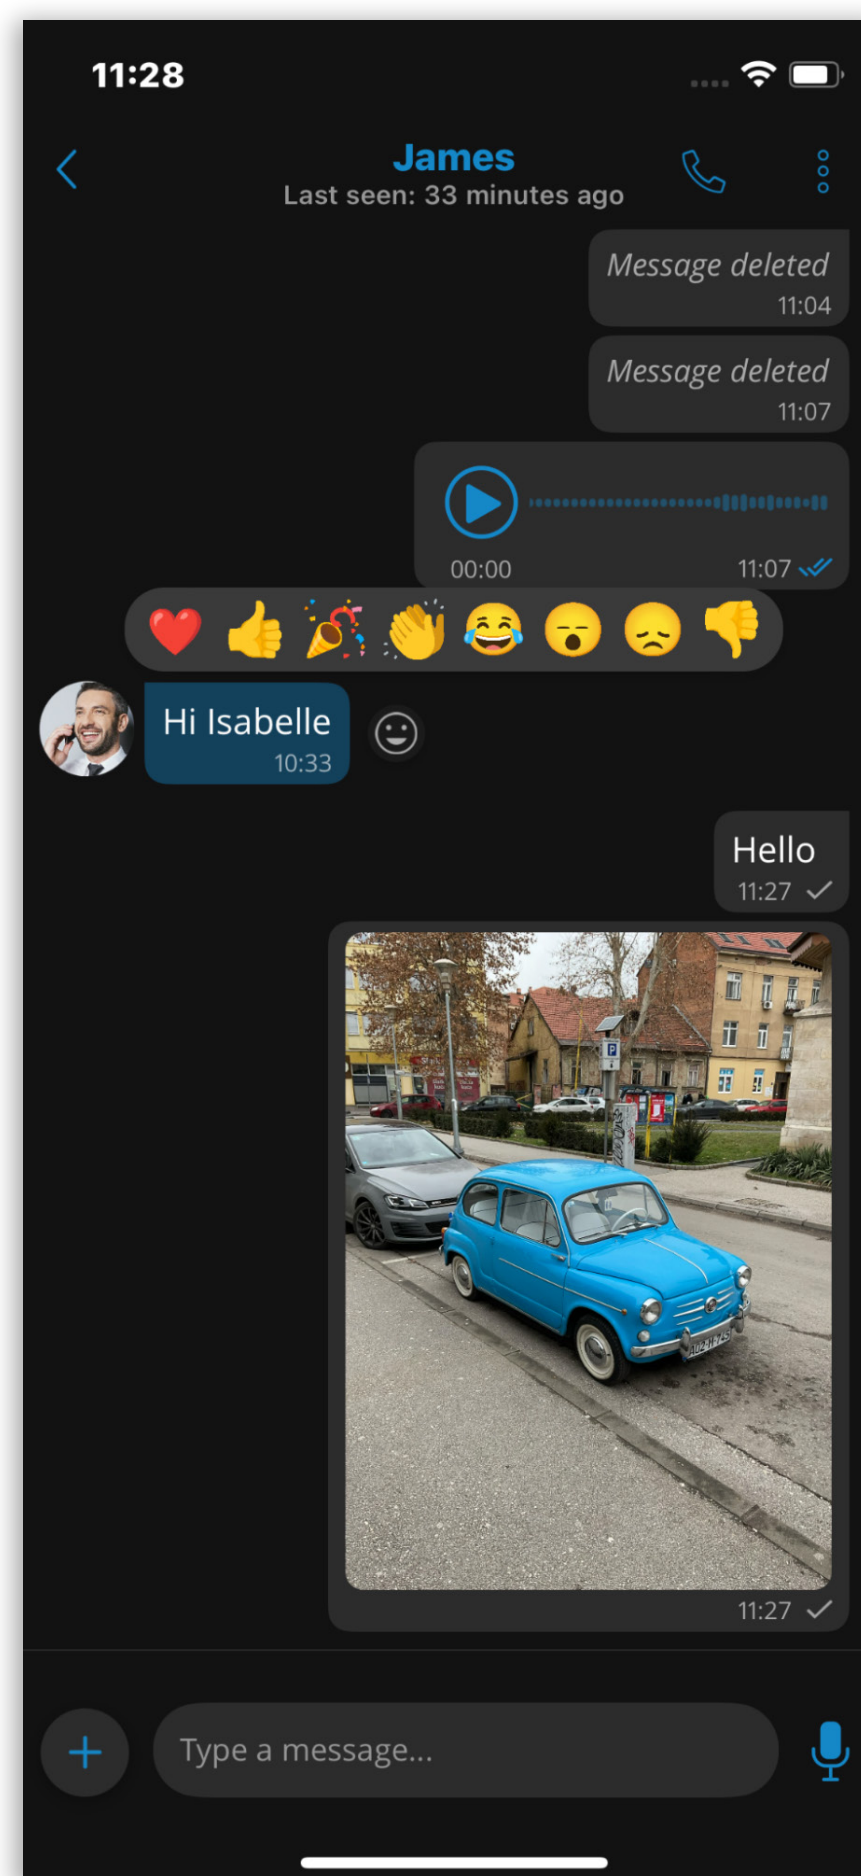 11:28
James
Last seen: 33 minutes ago
Message deleted
11:04
Message deleted
11:07
00:00
11:07
Hi Isabelle
10:33
Hello
11:27
P
11:27
Type a message...